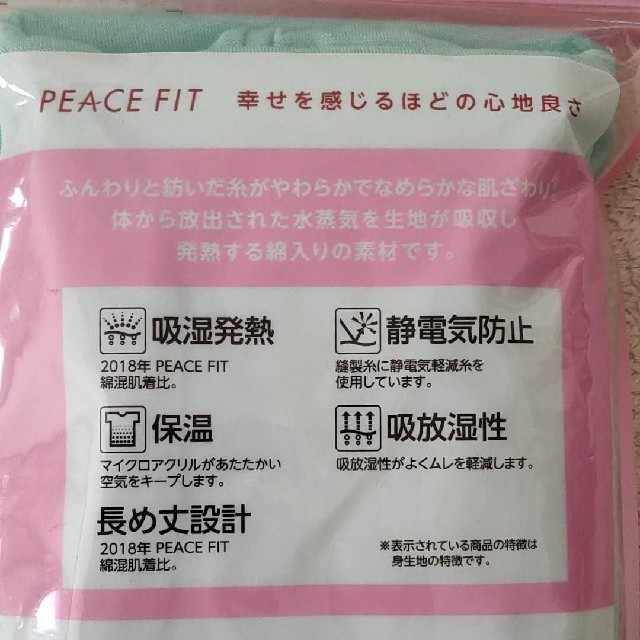 PEACE FIT 幸せを感じるほどの心地良さ
ふんわりと紡いだ糸がやわらかでなめらかな肌ざわり。
体から放出された水蒸気を生地が吸収し
発熱する綿入りの素材です。
吸湿発熱
2018年 PEACE FIT
綿混肌着比。
静電気防止
縫製糸に静電気軽減糸を
使用しています。
保温
マイクロアクリルがあたたかい
空気をキープします。
吸放湿性
吸放湿性がよくムレを軽減します。
長め丈設計
2018年 PEACE FIT
綿混肌着比。
※表示されている商品の特徴は
身生地の特徴です。